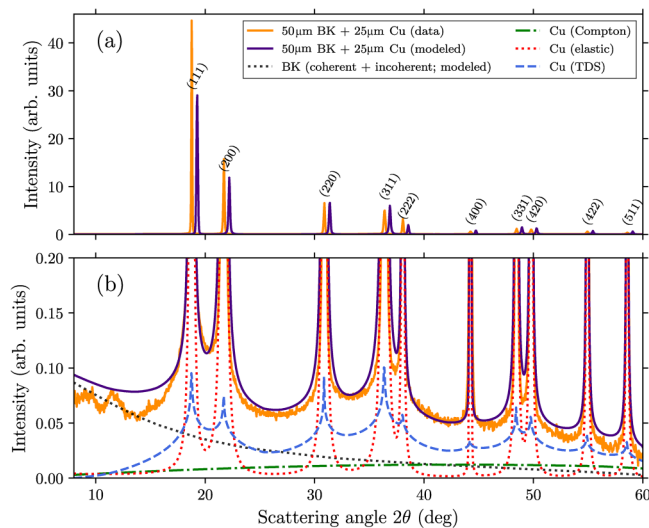 (a)
50μm BK + 25μm Cu (data)
50μm BK + 25μm Cu (modeled)
BK (coherent + incoherent; modeled)
Cu (Compton)
Cu (elastic)
Cu (TDS)
Intensity (arb. units)
40
30
20
10
0
(111)
(200)
(220)
(311)
(222)
(400)
(331)
(420)
(422)
(511)
(b)
Intensity (arb. units)
0.20
0.15
0.10
0.05
0.00
10
20
30
40
50
60
Scattering angle 2θ (deg)